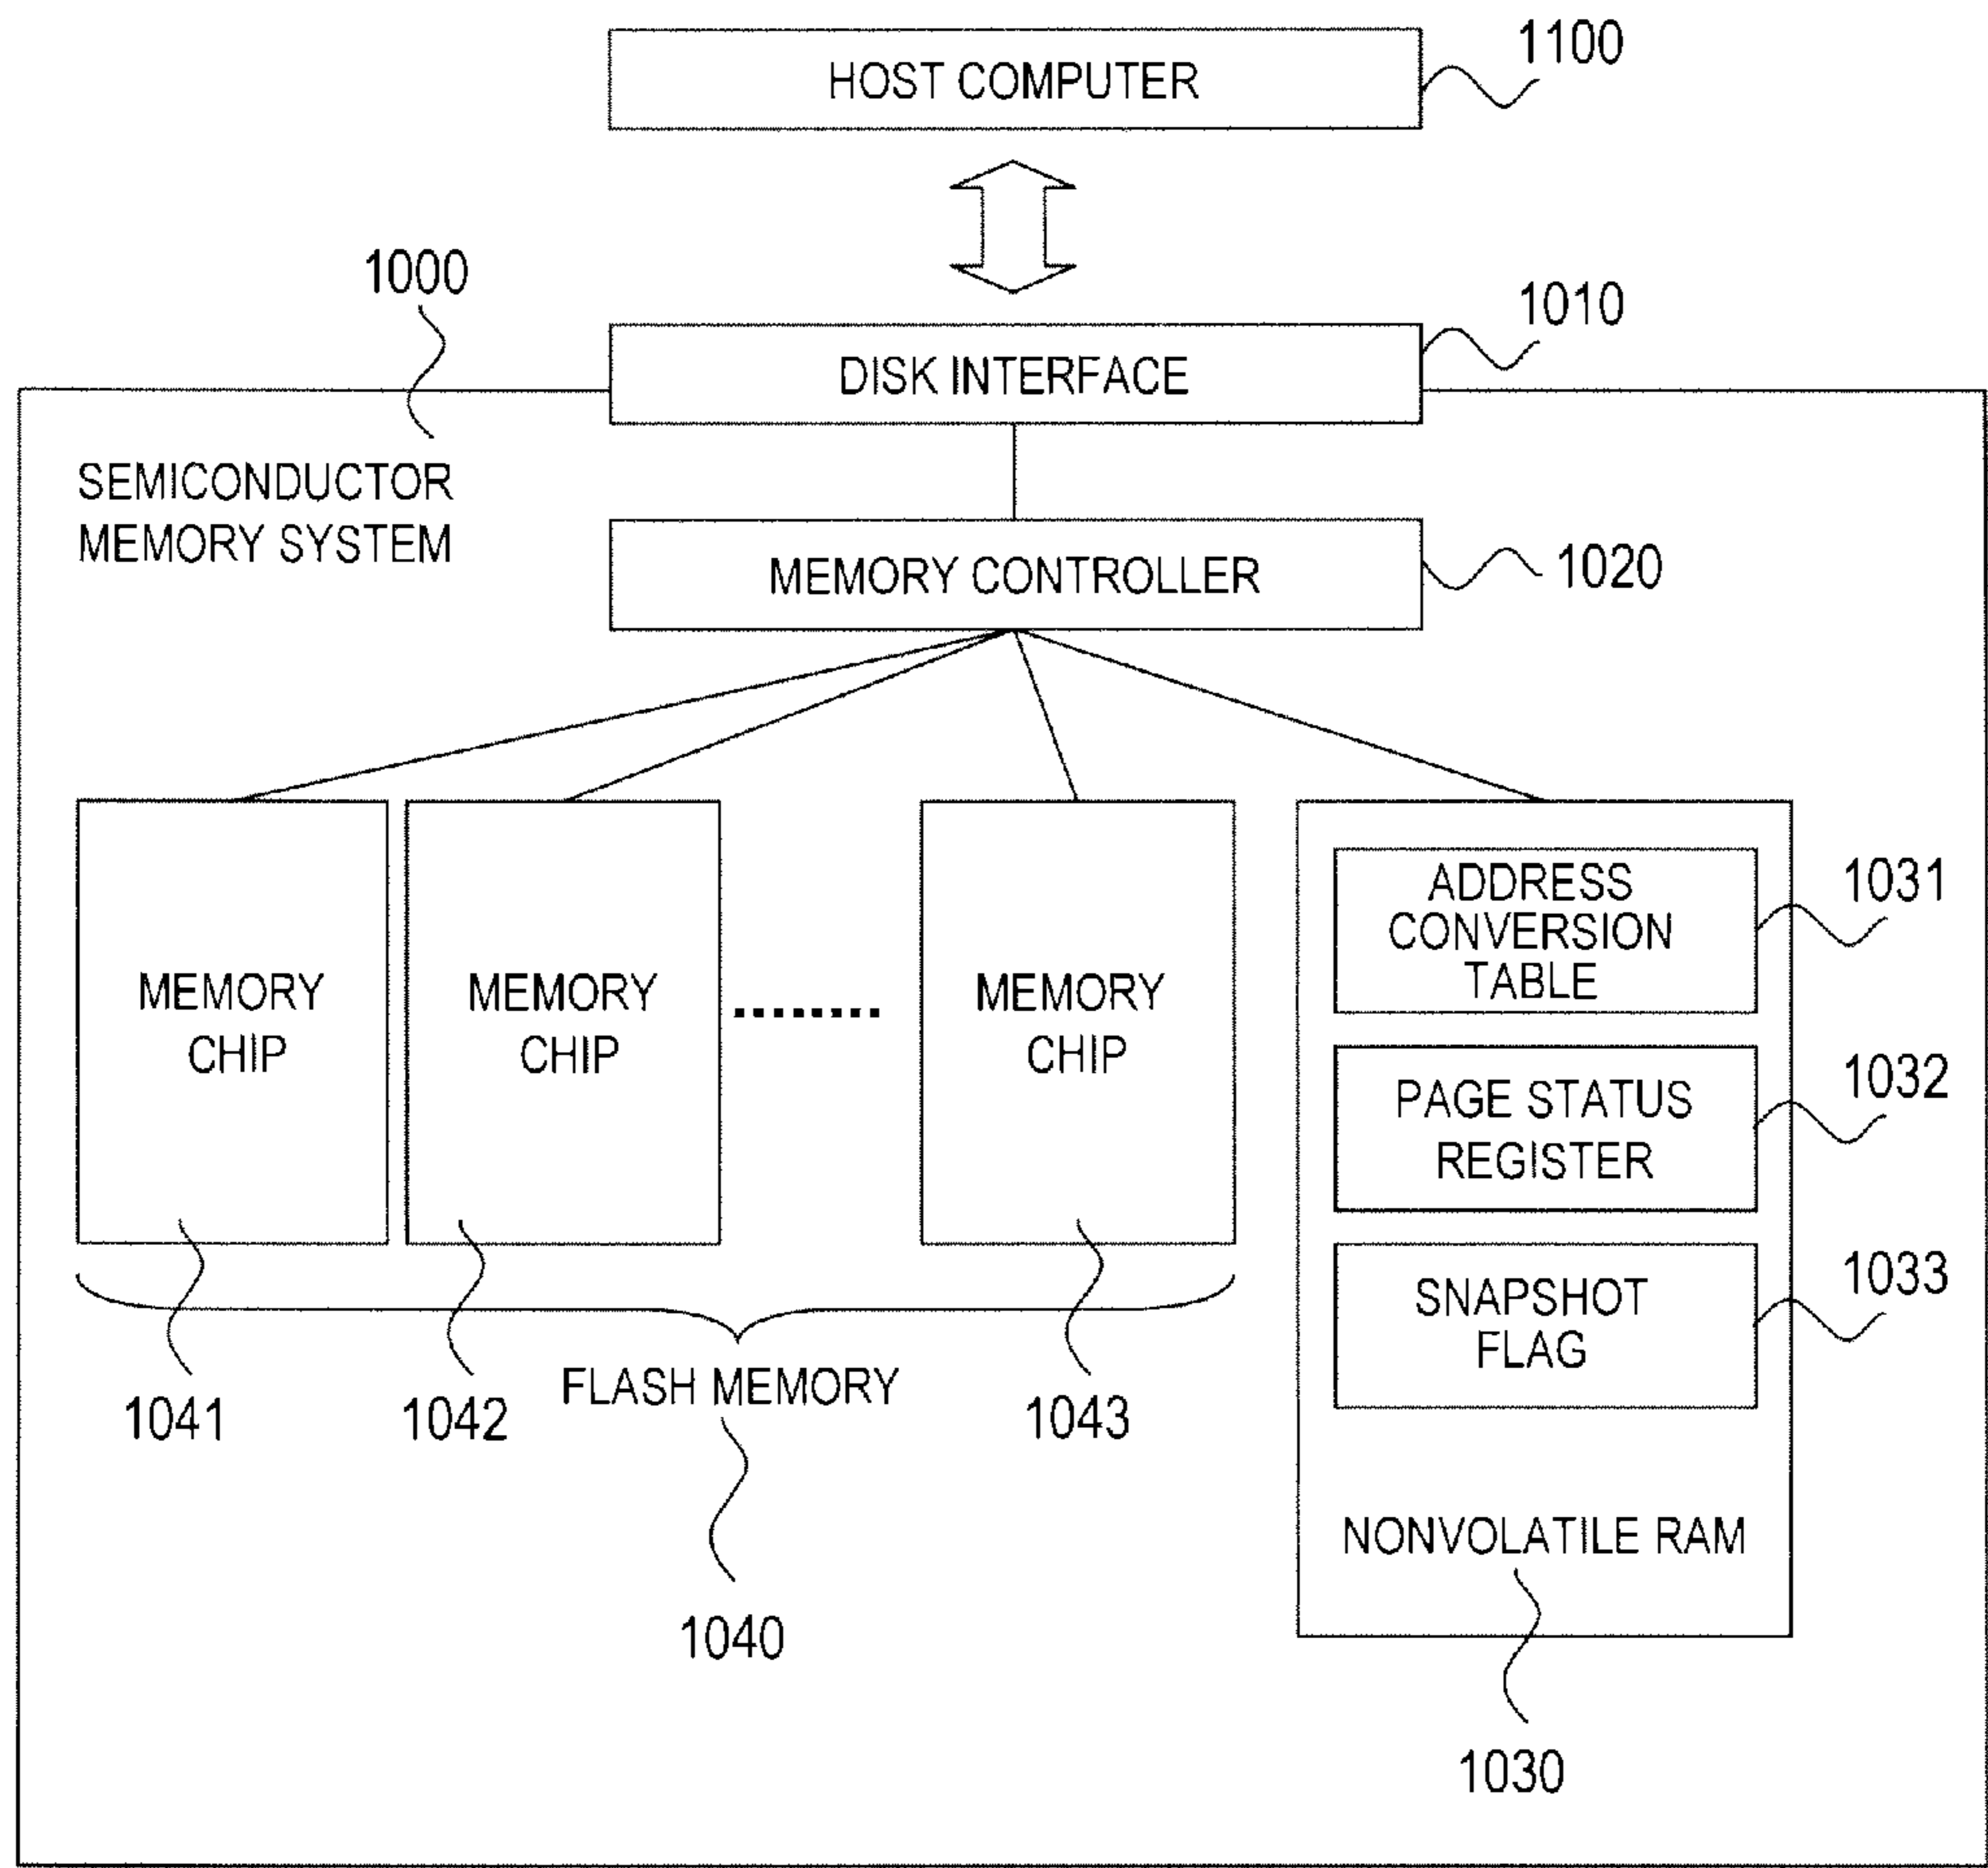 HOST COMPUTER
1100
1000
DISK INTERFACE
1010
SEMICONDUCTOR
MEMORY SYSTEM
MEMORY CONTROLLER
1020
MEMORY
CHIP
MEMORY
CHIP
MEMORY
CHIP
ADDRESS
CONVERSION
TABLE
1031
PAGE STATUS
REGISTER
1032
SNAPSHOT
FLAG
1033
1041
1042
FLASH MEMORY
1043
1040
NONVOLATILE RAM
1030